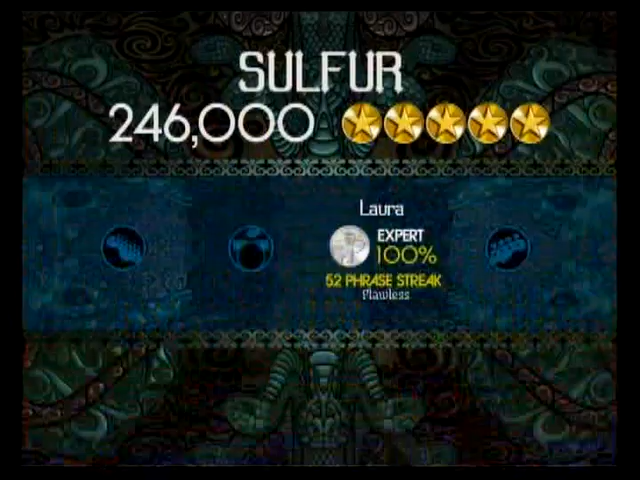 SULFUR
246,000
Laura
EXPERT
100%
52 PHRASE STREAK
Flawless